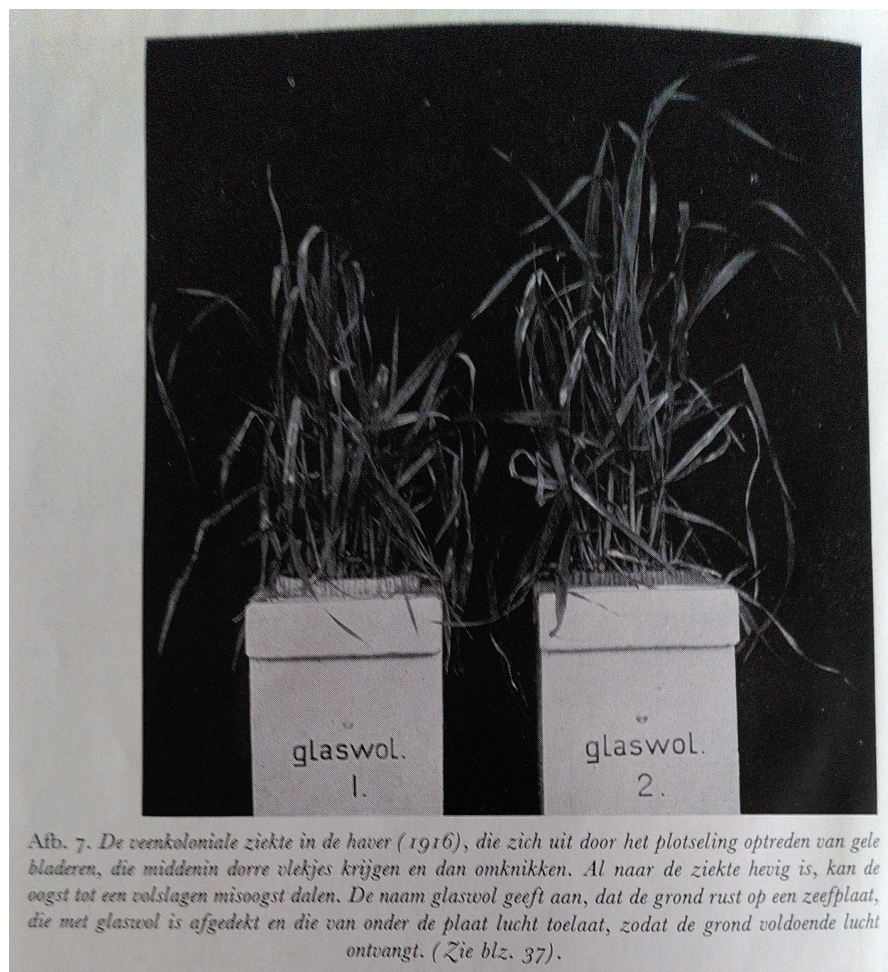 glaswol.
1.
glaswol.
2.
Afb. 7. De veenkoloniale ziekte in de haver (1916), die zich uit door het plotseling optreden van gele
bladeren, die middenin dorre vlekjes krijgen en dan omknikken. Al naar de ziekte hevig is, kan de
oogst tot een volslagen misoogst dalen. De naam glaswol geeft aan, dat de grond rust op een zeefplaat,
die met glaswol is afgedekt en die van onder de plaat lucht toelaat, zodat de grond voldoende lucht
ontvangt. (Zie blz. 37).